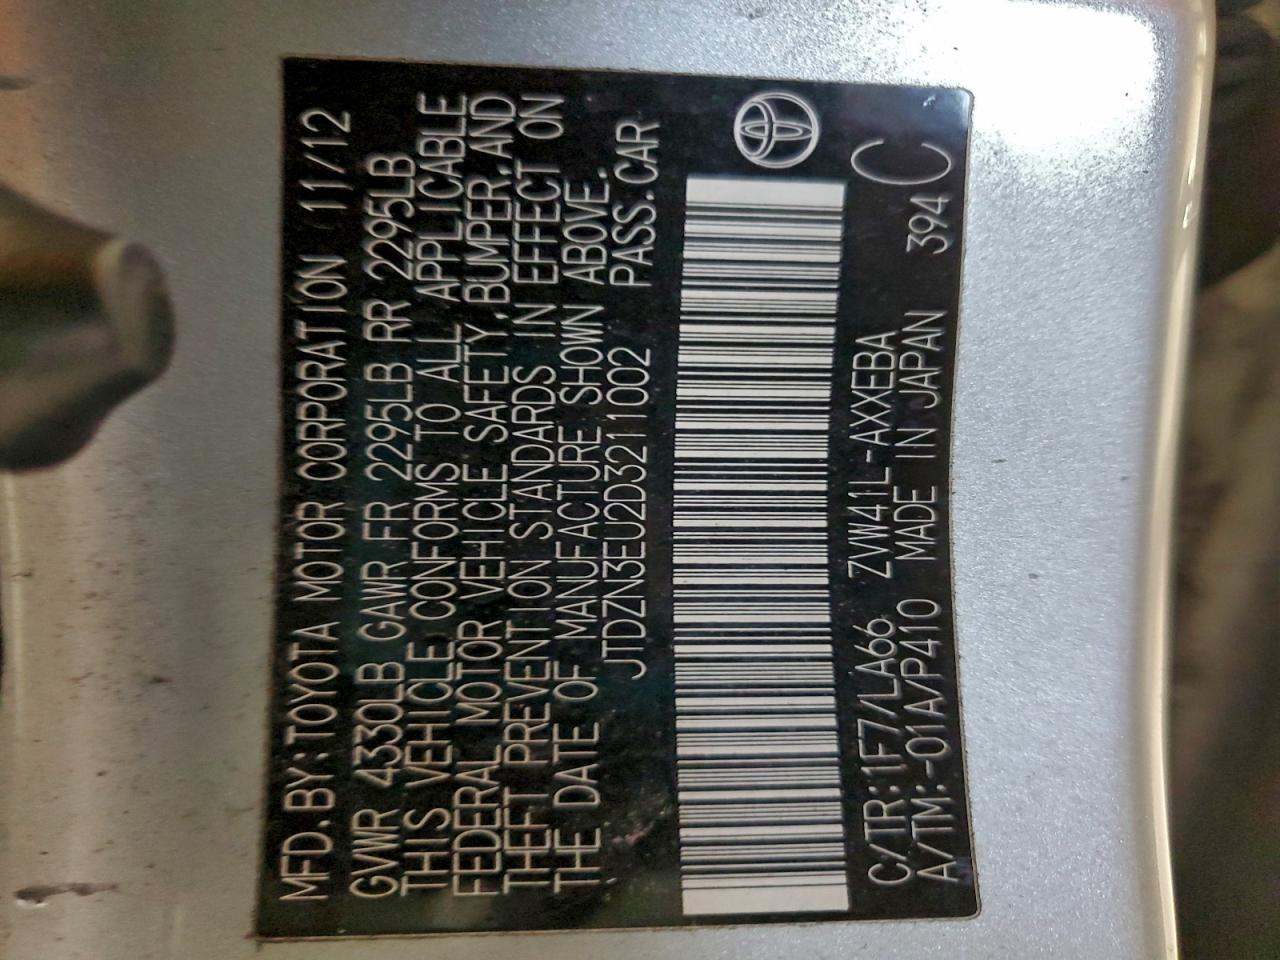 MFD.BY:TOYOTA MOTOR CORPORATION 11/12
GVWR 4330LB GAWR FR 2295LB RR 2295LB
THIS VEHICLE CONFORMS TO ALL APPLICABLE
FEDERAL MOTOR VEHICLE SAFETY,BUMPER,AND
THEFT PREVENTION STANDARDS IN EFFECT ON
THE DATE OF MANUFACTURE SHOWN ABOVE.
JTDZN3EU2D3211002 PASS.CAR
C/TR:1F7/LA66 ZVW41L-AXXEBA C
A/TM:-01A/P410 MADE IN JAPAN 394